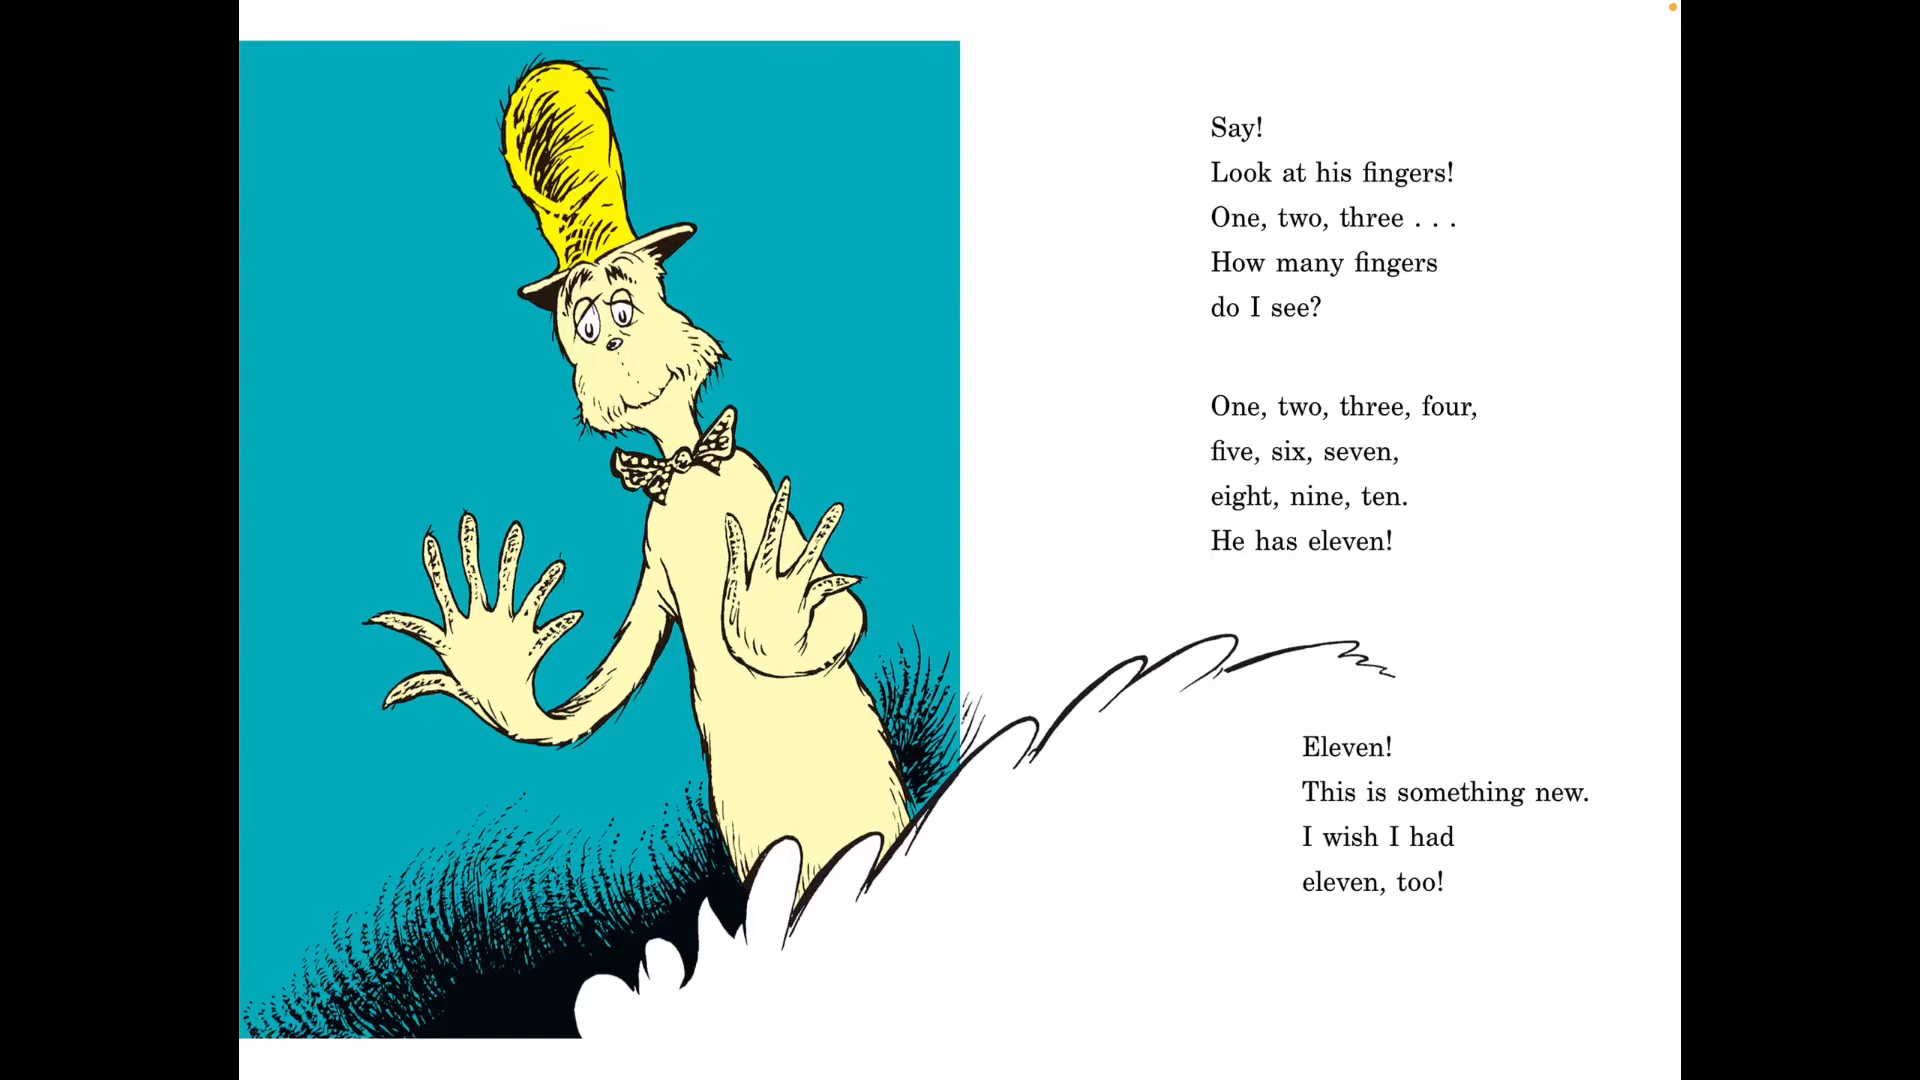 Say!
Look at his fingers!
One, two, three . . .
How many fingers
do I see?
One, two, three, four,
five, six, seven,
eight, nine, ten.
He has eleven!
Eleven!
This is something new.
I wish I had
eleven, too!